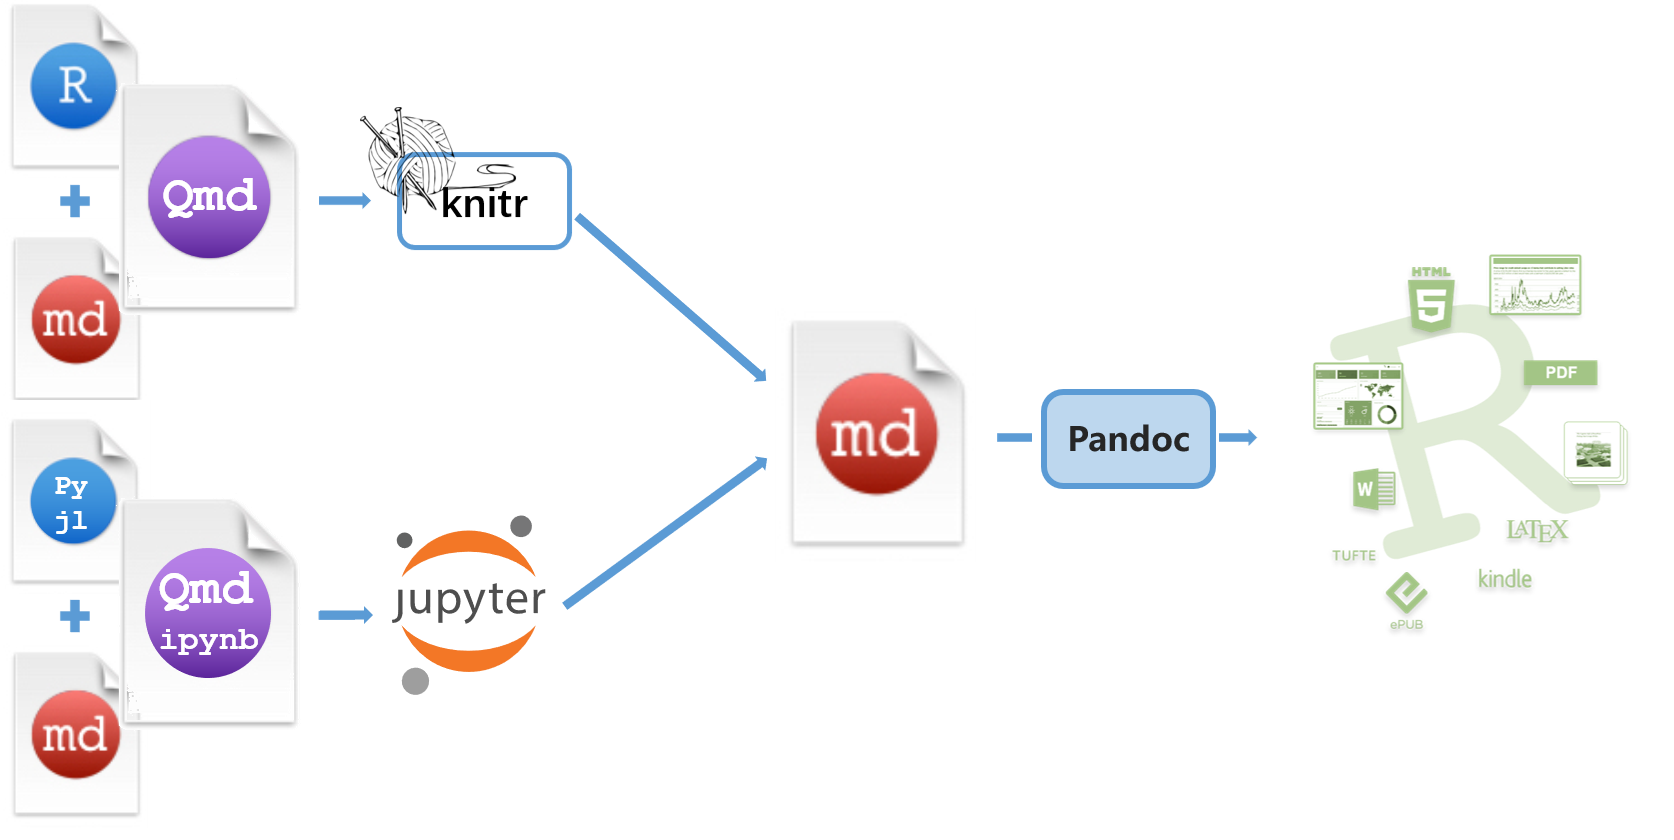 R
Qmd
md
knitr
Py
jl
Qmd
ipynb
md
jupyter
md
Pandoc
HTML
5
PDF
W
LATEX
TUFTE
kindle
ePUB
R